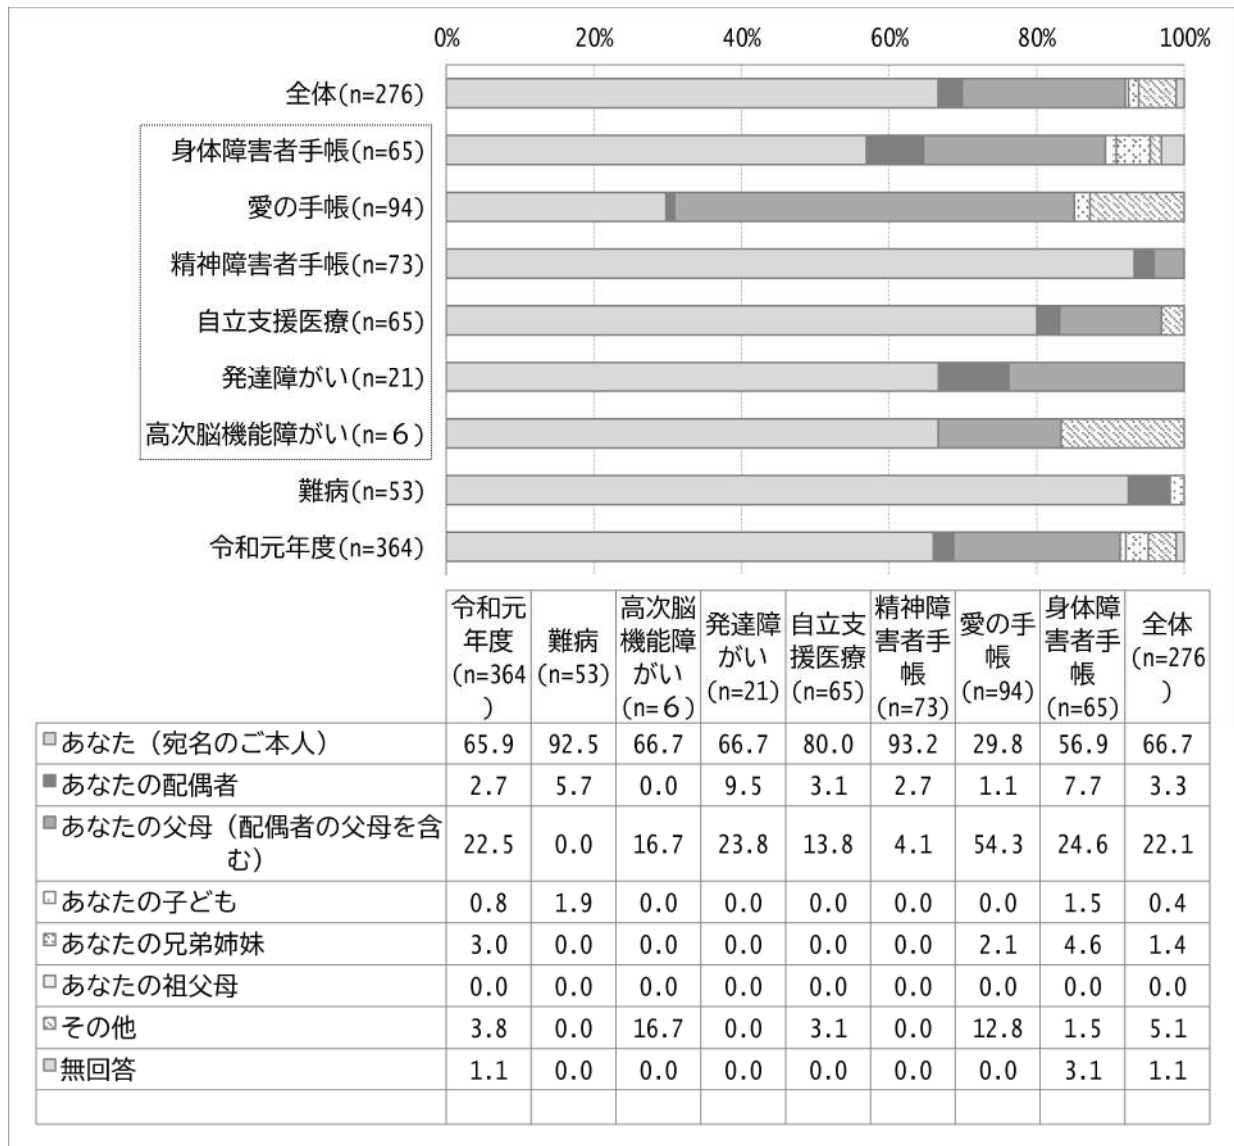 0% 20% 40% 60% 80% 100%
全体(n=276)
身体障害者手帳(n=65)
愛の手帳(n=94)
精神障害者手帳(n=73)
自立支援医療(n=65)
発達障がい(n=21)
高次脳機能障がい(n=６)
難病(n=53)
令和元年度(n=364)
令和元
年度
(n=364
)
難病
(n=53)
高次脳
機能障
がい
(n=６)
発達障
がい
(n=21)
自立支
援医療
(n=65)
精神障
害者手
帳
(n=73)
愛の手
帳
(n=94)
身体障
害者手
帳
(n=65)
全体
(n=276
)
あなた（宛名のご本人） 65.9 92.5 66.7 66.7 80.0 93.2 29.8 56.9 66.7
あなたの配偶者 2.7 5.7 0.0 9.5 3.1 2.7 1.1 7.7 3.3
あなたの父母（配偶者の父母を含
む） 22.5 0.0 16.7 23.8 13.8 4.1 54.3 24.6 22.1
あなたの子ども 0.8 1.9 0.0 0.0 0.0 0.0 0.0 1.5 0.4
あなたの兄弟姉妹 3.0 0.0 0.0 0.0 0.0 0.0 2.1 4.6 1.4
あなたの祖父母 0.0 0.0 0.0 0.0 0.0 0.0 0.0 0.0 0.0
その他 3.8 0.0 16.7 0.0 3.1 0.0 12.8 1.5 5.1
無回答 1.1 0.0 0.0 0.0 0.0 0.0 0.0 3.1 1.1